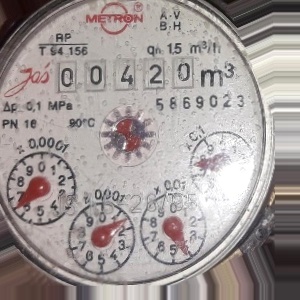 METRON
A·V
B·H
RP
T 94 156
qn 1.5 m³/h
00420 m³
Δp 0,1 MPa
5869023
PN 16
90°C
x 0,0001
x 0,001
x 0,01
x 0,1